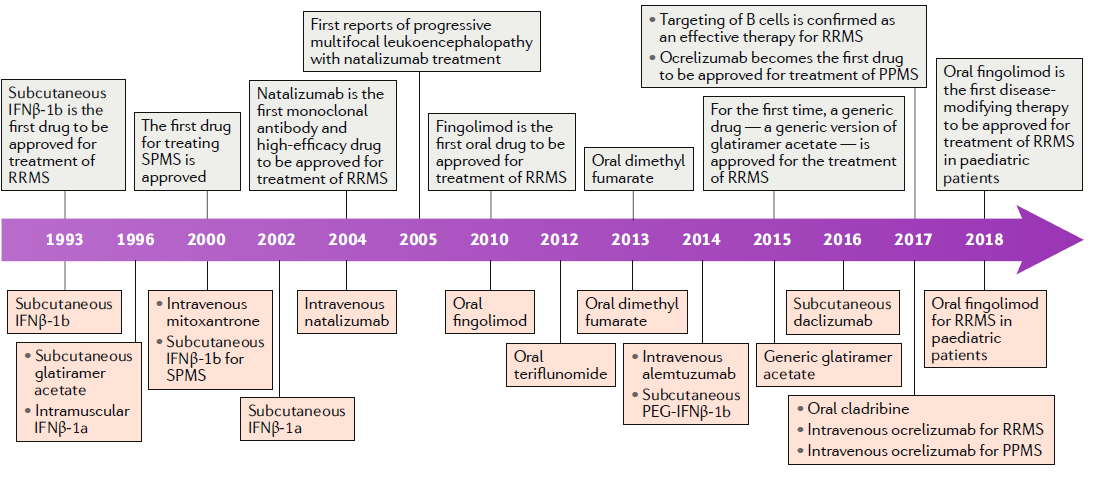 First reports of progressive
multifocal leukoencephalopathy
with natalizumab treatment
• Targeting of B cells is confirmed as
an effective therapy for RRMS
• Ocrelizumab becomes the first drug
to be approved for treatment of PPMS
Subcutaneous
IFNβ-1b is the
first drug to be
approved for
treatment of
RRMS
The first drug
for treating
SPMS is
approved
Natalizumab is the
first monoclonal
antibody and
high-efficacy drug
to be approved for
treatment of RRMS
Fingolimod is the
first oral drug to be
approved for
treatment of RRMS
Oral dimethyl
fumarate
For the first time, a generic
drug — a generic version of
glatiramer acetate — is
approved for the treatment
of RRMS
Oral fingolimod is
the first disease-
modifying therapy
to be approved for
treatment of RRMS
in paediatric
patients
1993 1996 2000 2002 2004 2005 2010 2012 2013 2014 2015 2016 2017 2018
Subcutaneous
IFNβ-1b
• Subcutaneous
glatiramer
acetate
• Intramuscular
IFNβ-1a
• Intravenous
mitoxantrone
• Subcutaneous
IFNβ-1b for
SPMS
Subcutaneous
IFNβ-1a
Intravenous
natalizumab
Oral
fingolimod
Oral
teriflunomide
Oral dimethyl
fumarate
• Intravenous
alemtuzumab
• Subcutaneous
PEG-IFNβ-1b
Generic glatiramer
acetate
Subcutaneous
daclizumab
• Oral cladribine
• Intravenous ocrelizumab for RRMS
• Intravenous ocrelizumab for PPMS
Oral fingolimod
for RRMS in
paediatric
patients